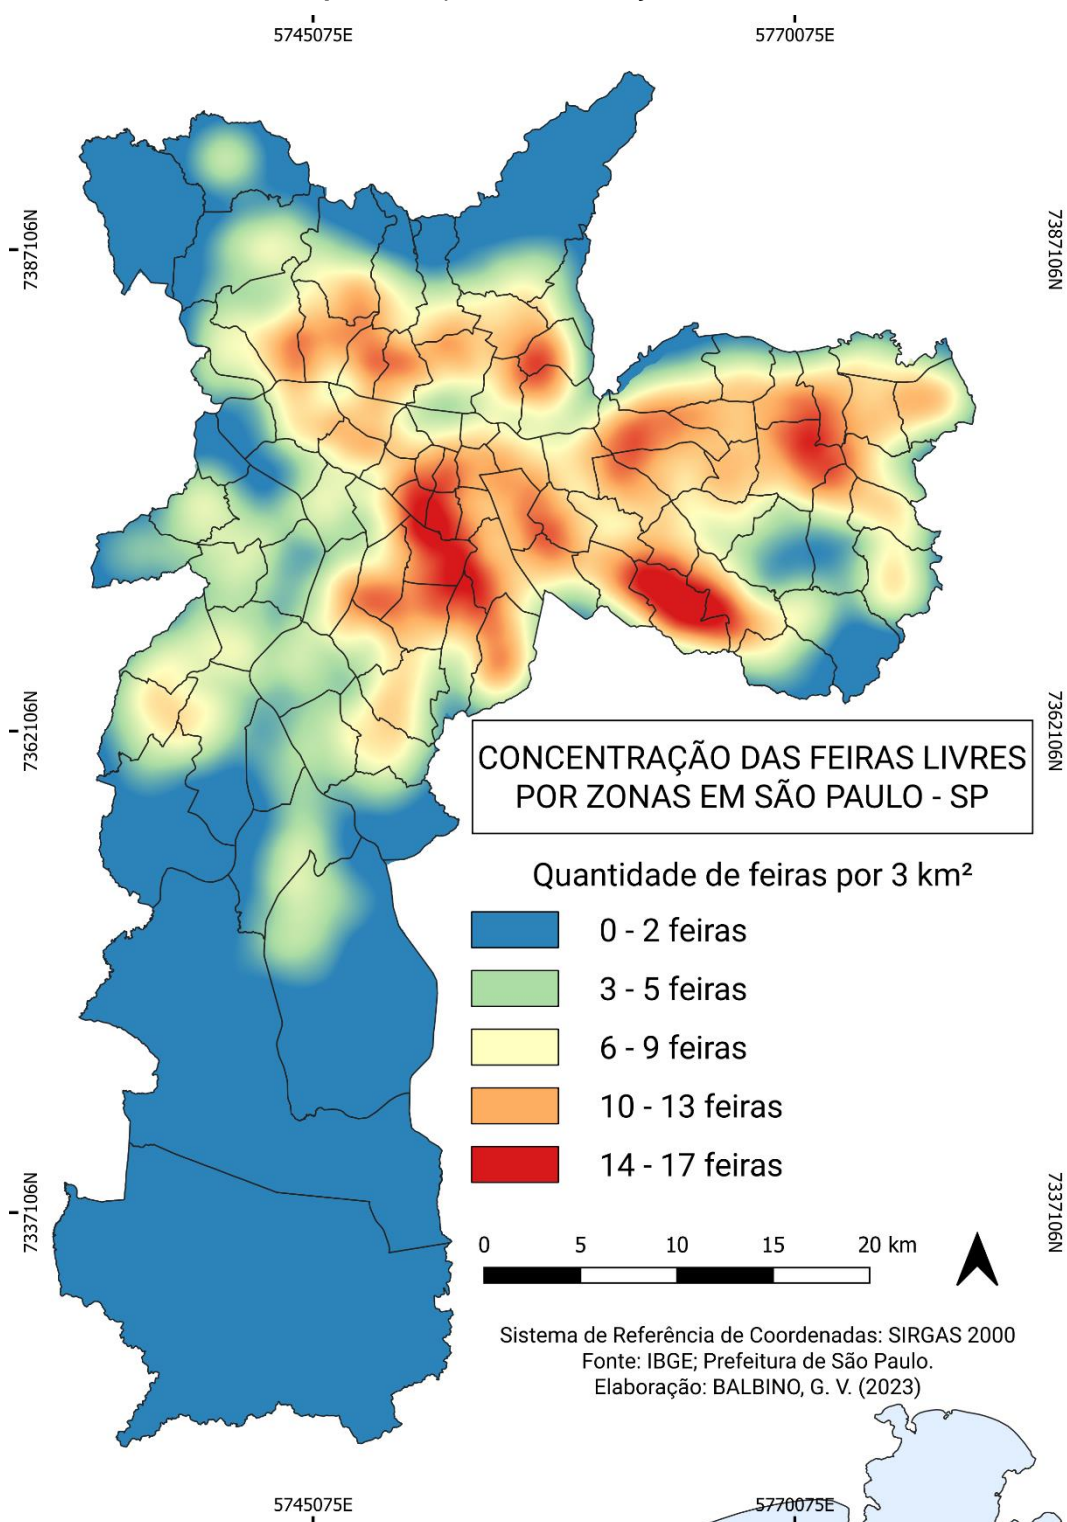 5745075E
5770075E
7387106N
7387106N
CONCENTRAÇÃO DAS FEIRAS LIVRES
POR ZONAS EM SÃO PAULO - SP
7362106N
7362106N
Quantidade de feiras por 3 km²
0 - 2 feiras
3 - 5 feiras
6 - 9 feiras
10 - 13 feiras
14 - 17 feiras
7337106N
7337106N
0 5 10 15 20 km
Sistema de Referência de Coordenadas: SIRGAS 2000
Fonte: IBGE; Prefeitura de São Paulo.
Elaboração: BALBINO, G. V. (2023)
5745075E
5770075E